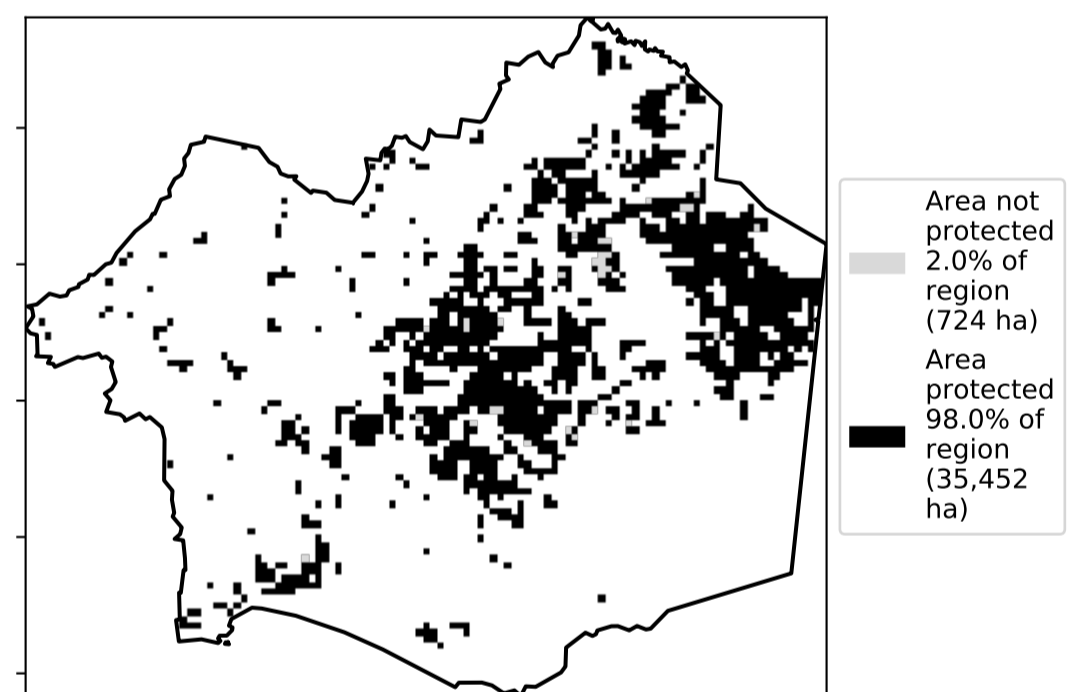 Area not
protected
2.0% of
region
(724 ha)
Area
protected
98.0% of
region
(35,452
ha)